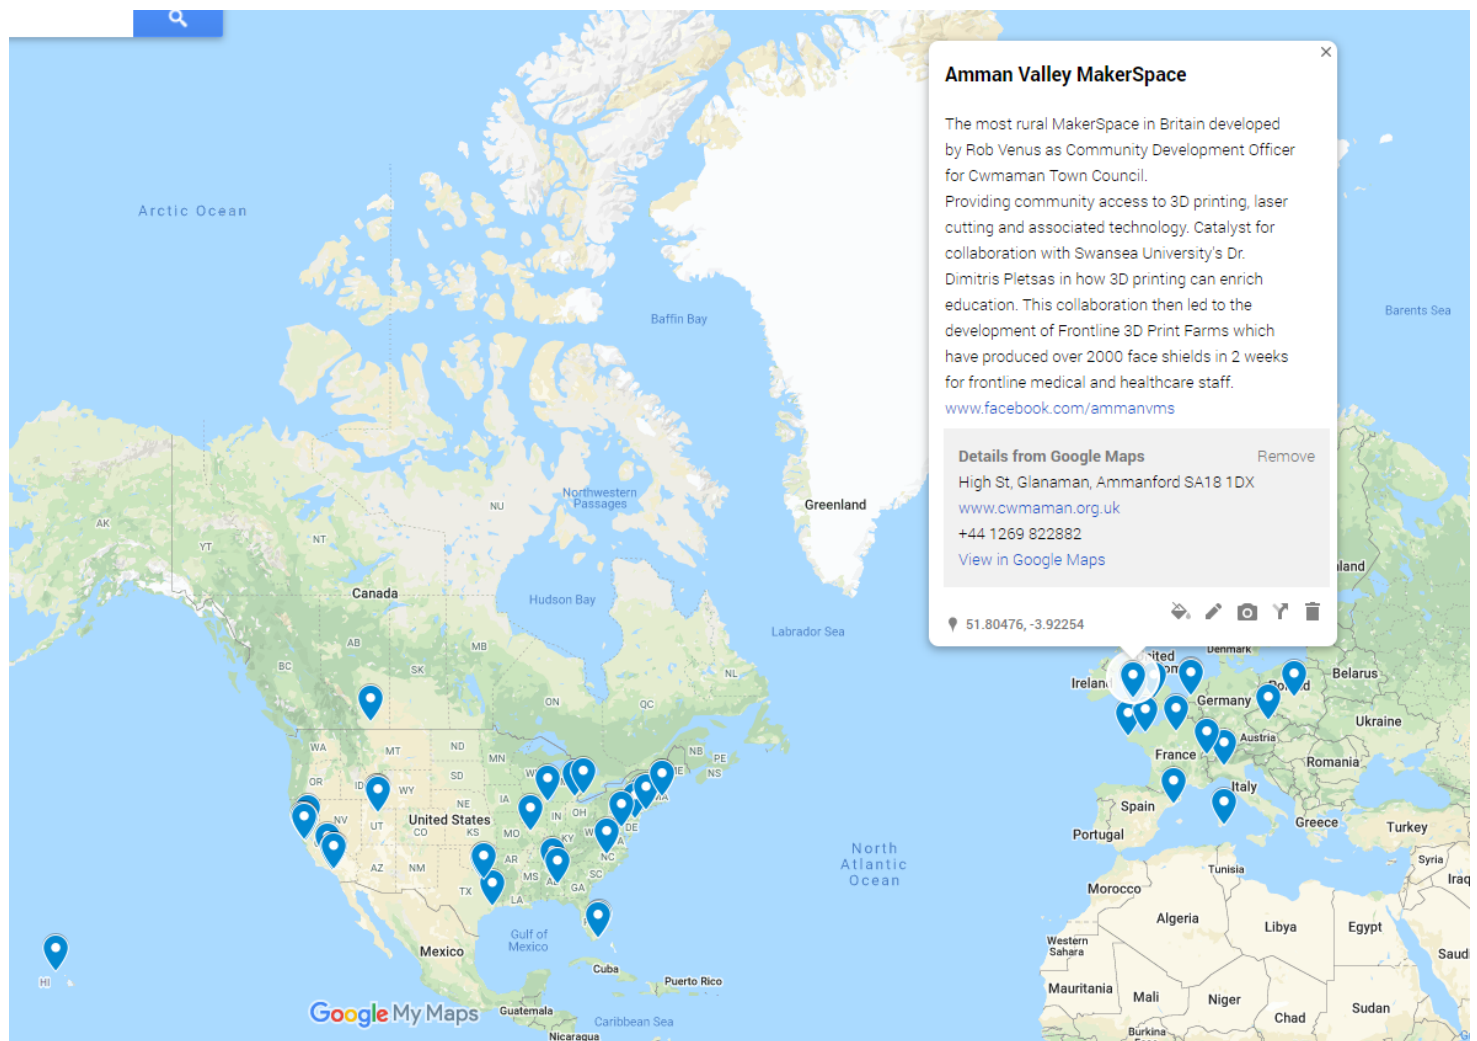 Amman Valley MakerSpace
The most rural MakerSpace in Britain developed
by Rob Venus as Community Development Officer
for Cwmaman Town Council.
Providing community access to 3D printing, laser
cutting and associated technology. Catalyst for
collaboration with Swansea University's Dr.
Dimitris Pletsas in how 3D printing can enrich
education. This collaboration then led to the
development of Frontline 3D Print Farms which
have produced over 2000 face shields in 2 weeks
for frontline medical and healthcare staff.
www.facebook.com/ammanvms
Details from Google Maps
Remove
High St, Glanaman, Ammanford SA18 1DX
www.cwmaman.org.uk
+44 1269 822882
View in Google Maps
51.80476, -3.92254
Arctic Ocean
Baffin Bay
Barents Sea
Greenland
Northwestern
Passages
NU
AK
YT
NT
Canada
Hudson Bay
Labrador Sea
AB
MB
BC
SK
NL
ON
QC
WA
MT
ND
MN
NB
PE
NS
OR
ID
WY
SD
IA
NE
NV
UT
United States
CO
KS
MO
IN
OH
KY
DE
NC
AZ
NM
AR
SC
MS
GA
TX
LA
Gulf of
Mexico
Mexico
Cuba
Puerto Rico
HI
Google My Maps
Guatemala
Caribbean Sea
Nicaragua
North
Atlantic
Ocean
Denmark
Ireland
Belarus
Germany
Ukraine
Austria
France
Romania
Italy
Spain
Greece
Portugal
Turkey
Tunisia
Syria
Iraq
Morocco
Algeria
Libya
Egypt
Western
Sahara
Saud
Mauritania
Mali
Niger
Chad
Sudan
Burkina